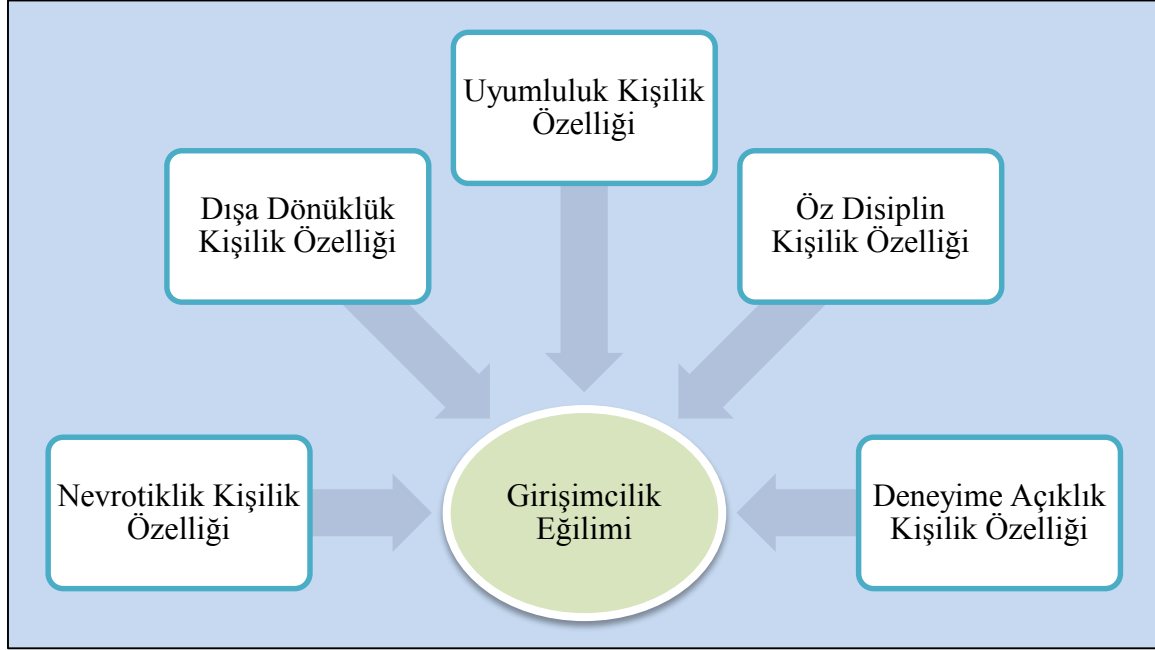 Uyumluluk Kişilik
Özelliği
Dışa Dönüklük
Kişilik Özelliği
Öz Disiplin
Kişilik Özelliği
Nevrotiklik Kişilik
Özelliği
Girişimcilik
Eğilimi
Deneyime Açıklık
Kişilik Özelliği